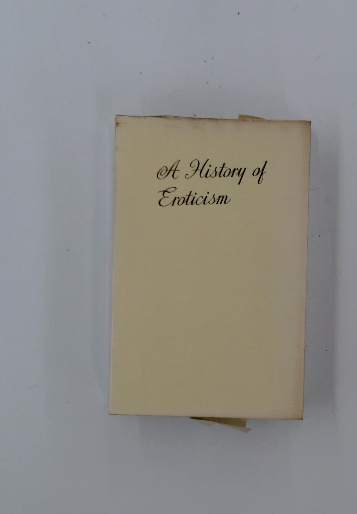 A History of
Eroticism